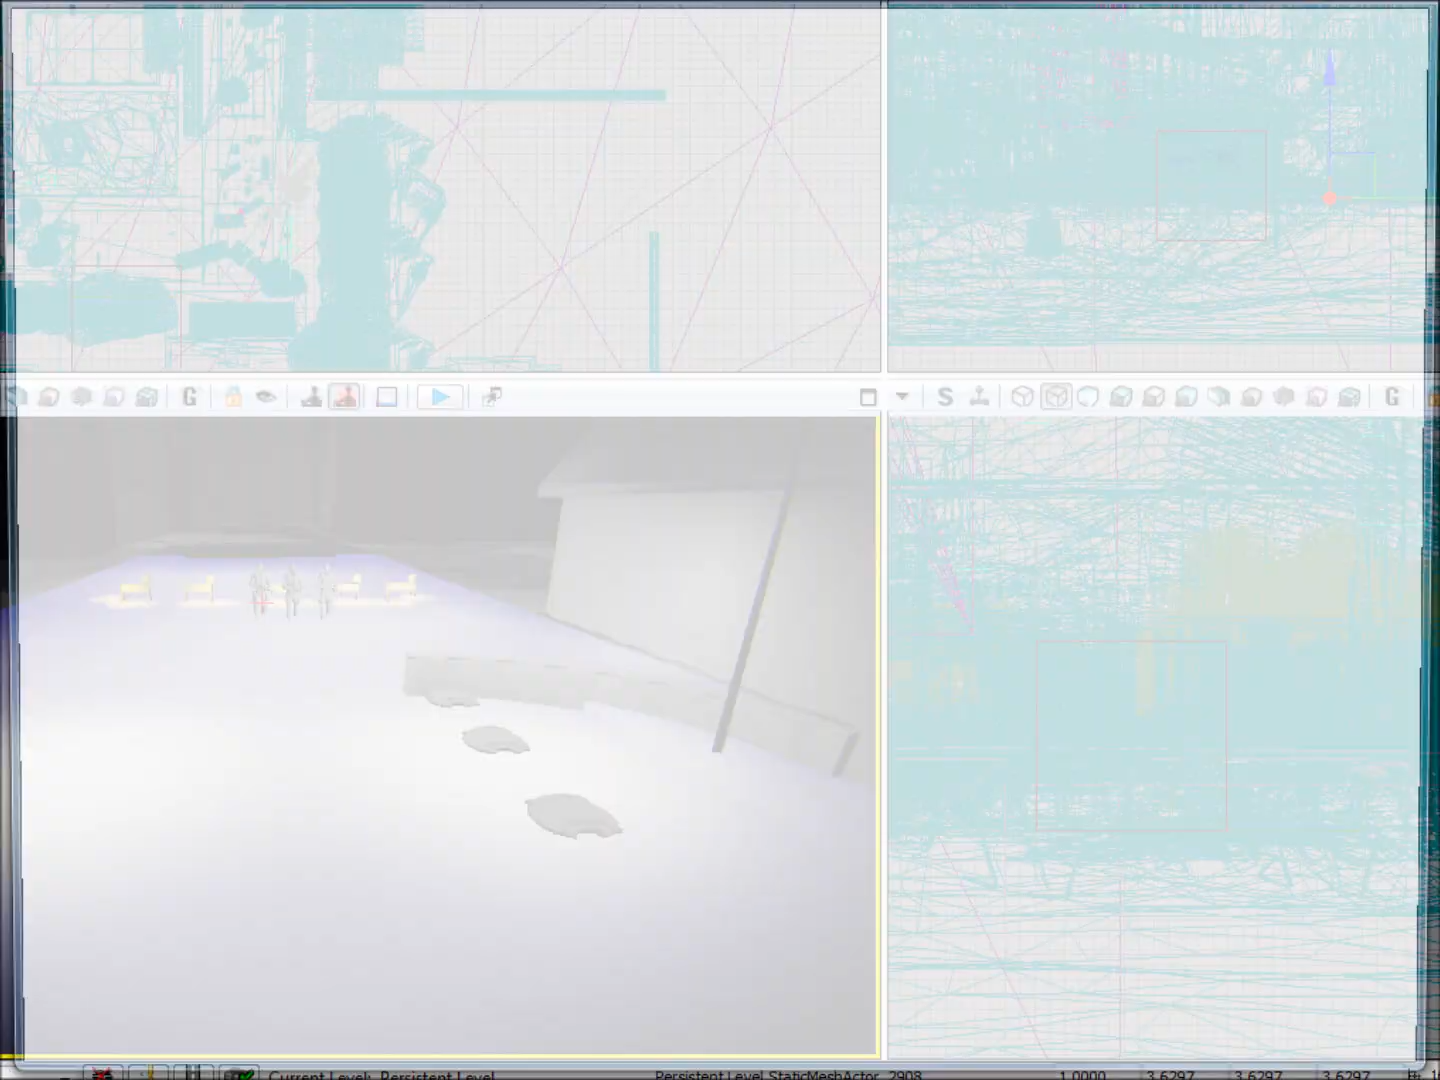 G
S
G
Current Level: Persistent Level
Persistent Level.StaticMeshActor_2908
1.0000
3.6297
3.6297
3.6297